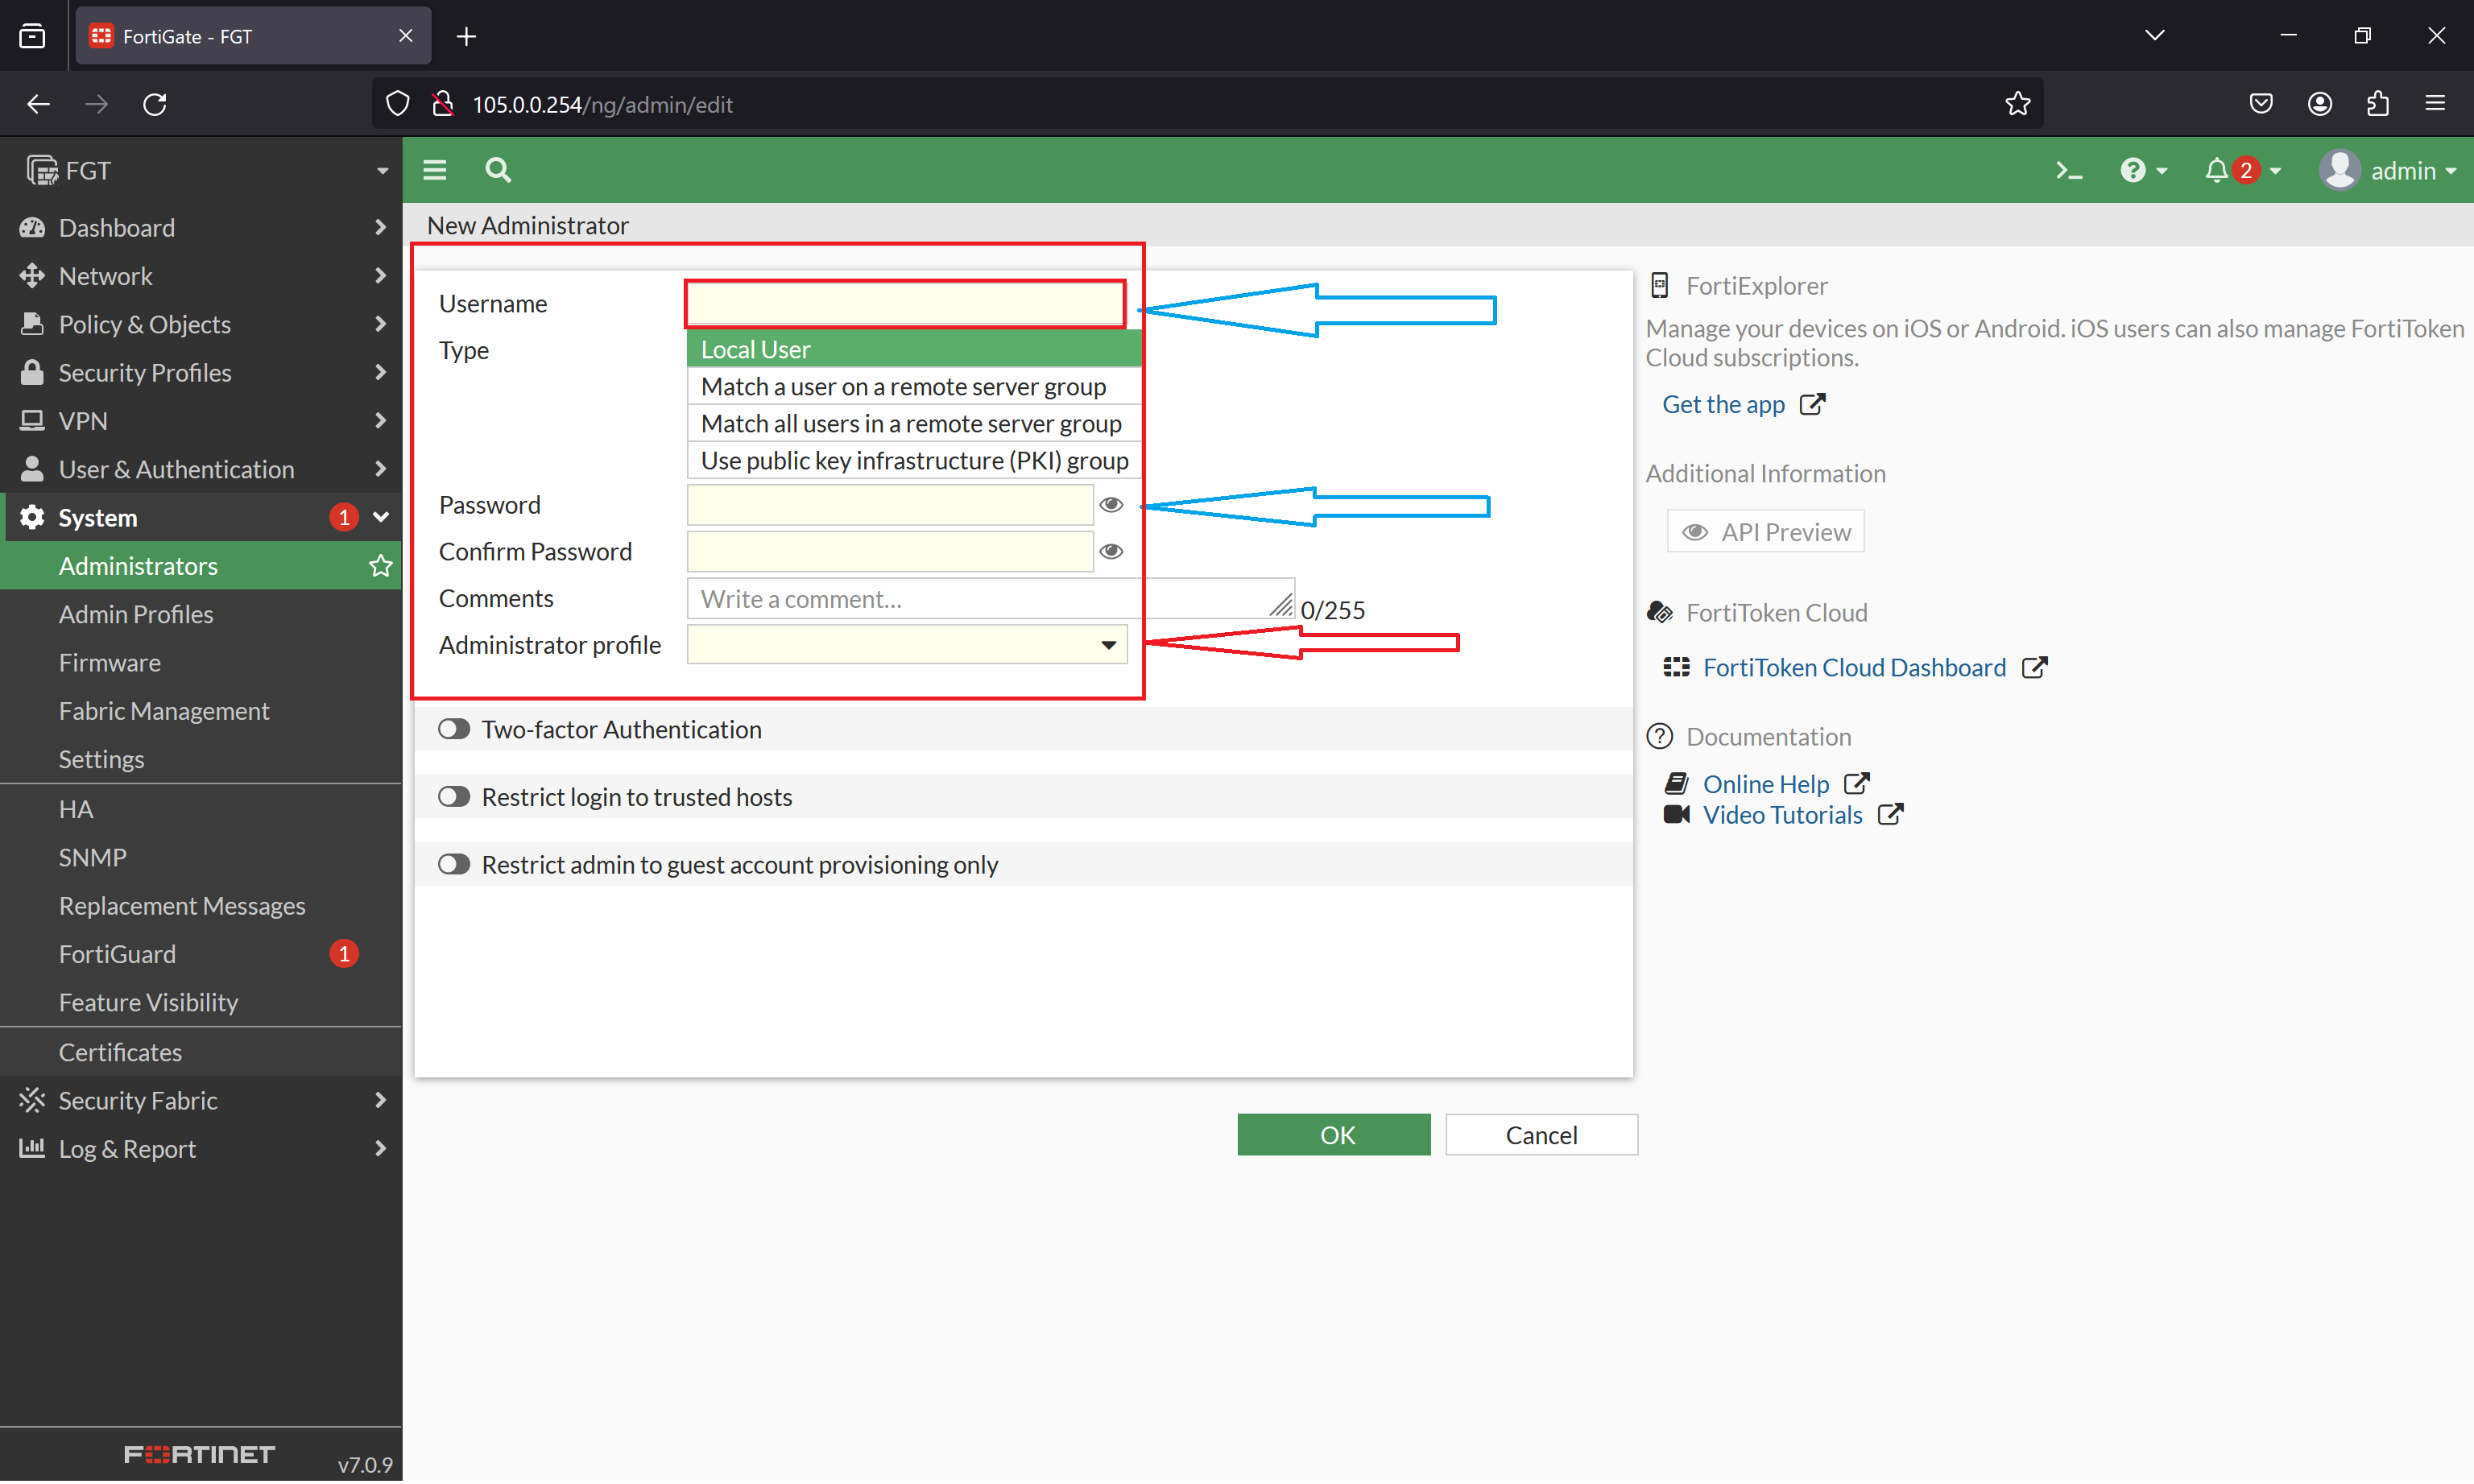 FortiGate - FGT
105.0.0.254/ng/admin/edit
FGT
2
admin
Dashboard
Network
Policy & Objects
Security Profiles
VPN
User & Authentication
System 1
Administrators
Admin Profiles
Firmware
Fabric Management
Settings
HA
SNMP
Replacement Messages
FortiGuard 1
Feature Visibility
Certificates
Security Fabric
Log & Report
FORTINET
v7.0.9
New Administrator
Username
Type
Local User
Match a user on a remote server group
Match all users in a remote server group
Use public key infrastructure (PKI) group
Password
Confirm Password
Comments
Write a comment...
0/255
Administrator profile
Two-factor Authentication
Restrict login to trusted hosts
Restrict admin to guest account provisioning only
OK
Cancel
FortiExplorer
Manage your devices on iOS or Android. iOS users can also manage FortiToken
Cloud subscriptions.
Get the app
Additional Information
API Preview
FortiToken Cloud
FortiToken Cloud Dashboard
Documentation
Online Help
Video Tutorials